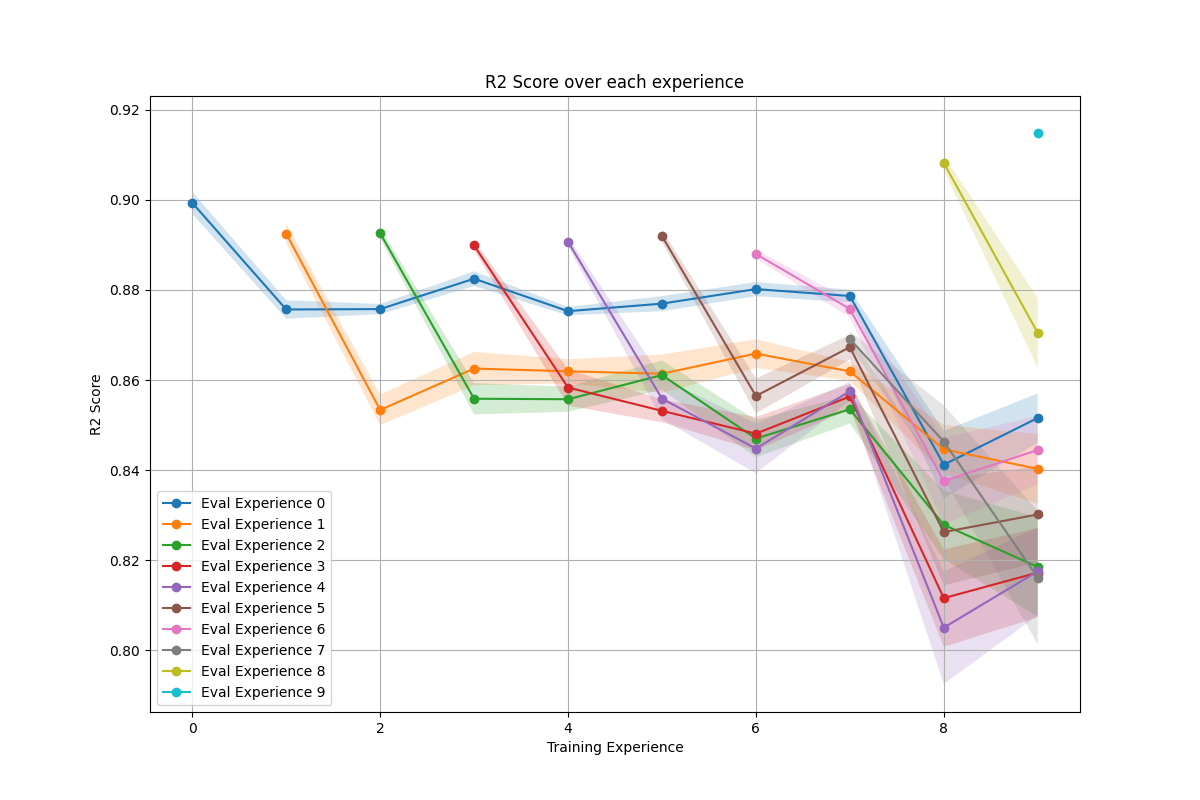 R2 Score over each experience
0.92
0.90
0.88
0.86
0.84
0.82
0.80
R2 Score
Eval Experience 0
Eval Experience 1
Eval Experience 2
Eval Experience 3
Eval Experience 4
Eval Experience 5
Eval Experience 6
Eval Experience 7
Eval Experience 8
Eval Experience 9
0 2 4 6 8
Training Experience